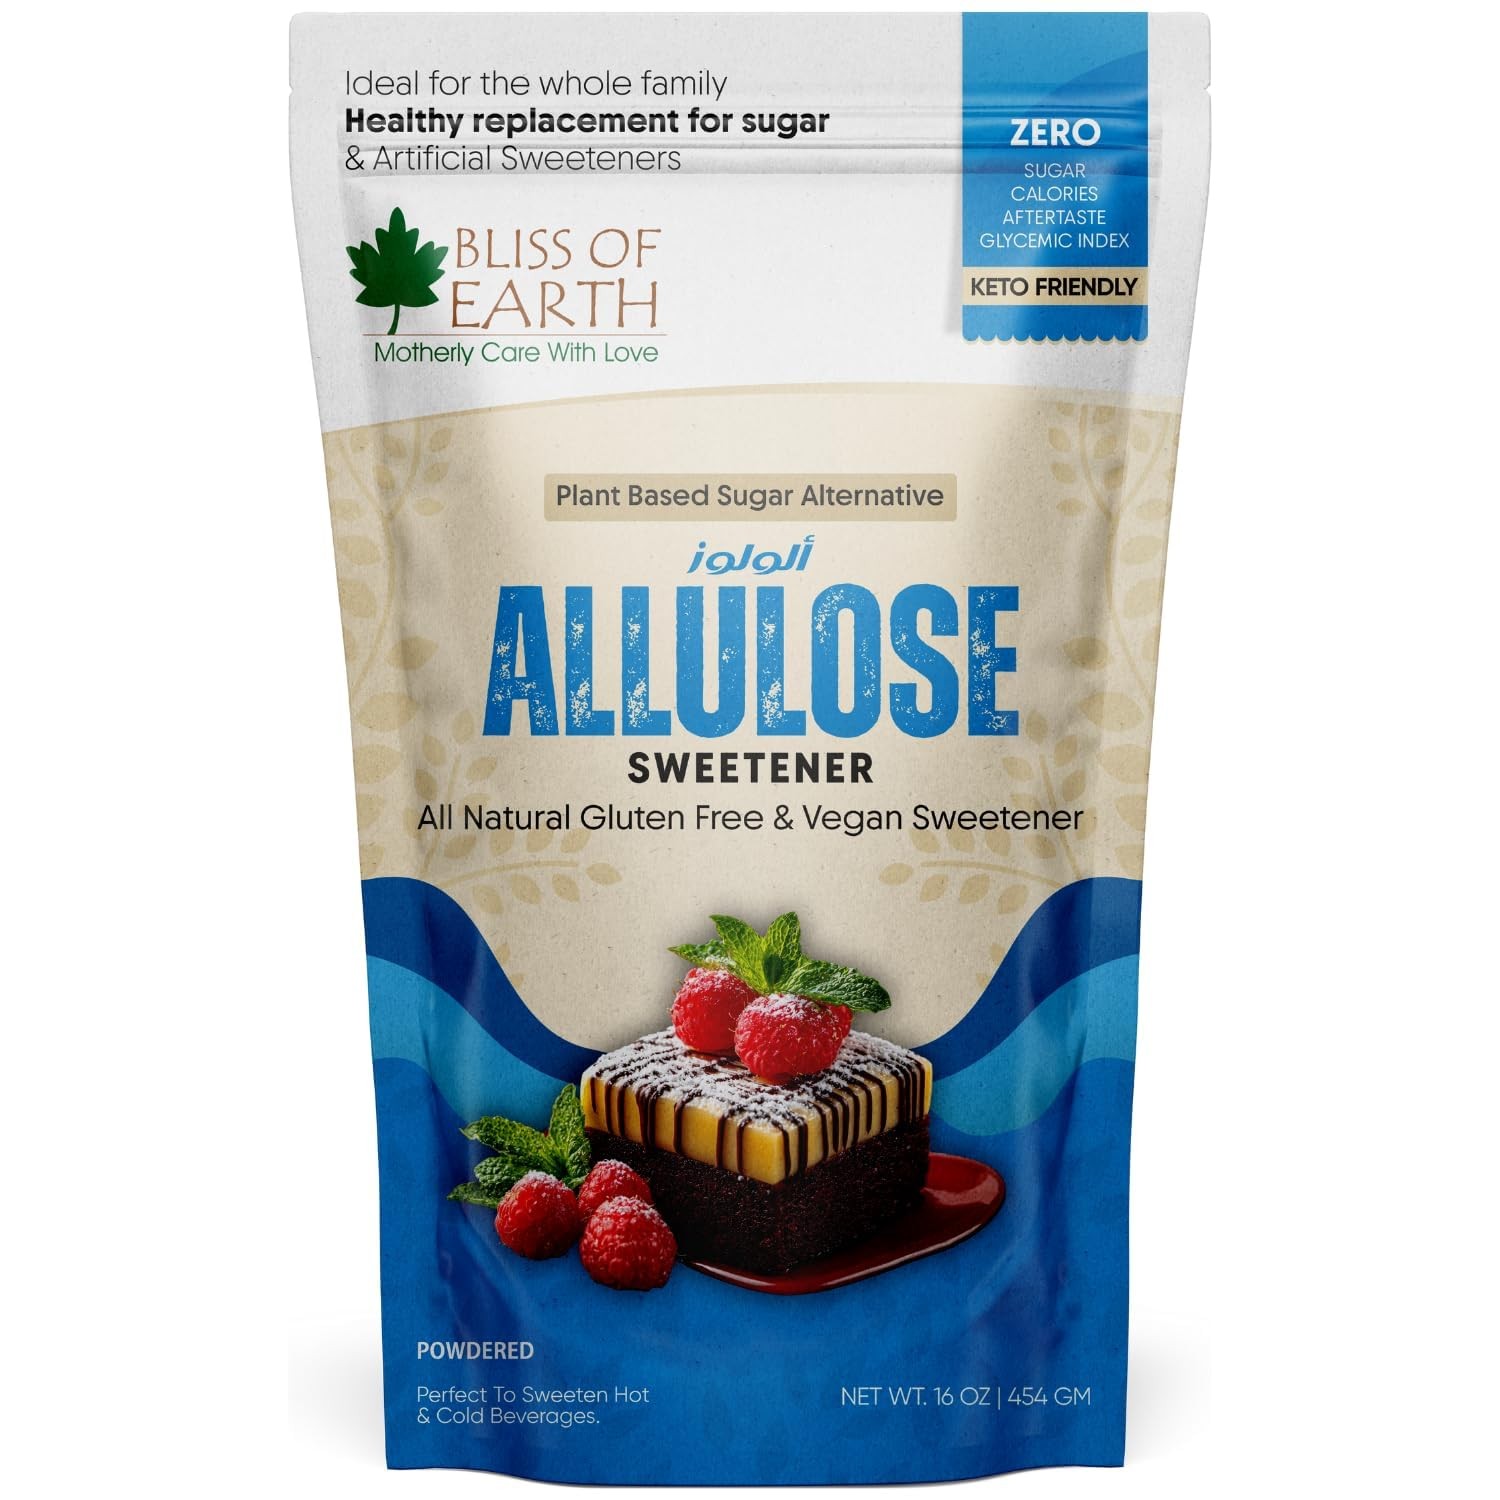 Ideal for the whole family
Healthy replacement for sugar
& Artificial Sweeteners
ZERO
SUGAR
CALORIES
AFTERTASTE
GLYCEMIC INDEX
KETO FRIENDLY
BLISS OF
EARTH
Motherly Care With Love
Plant Based Sugar Alternative
ألولوز
ALLULOSE
SWEETENER
All Natural Gluten Free & Vegan Sweetener
POWDERED
Perfect To Sweeten Hot
& Cold Beverages.
NET WT. 16 OZ | 454 GM